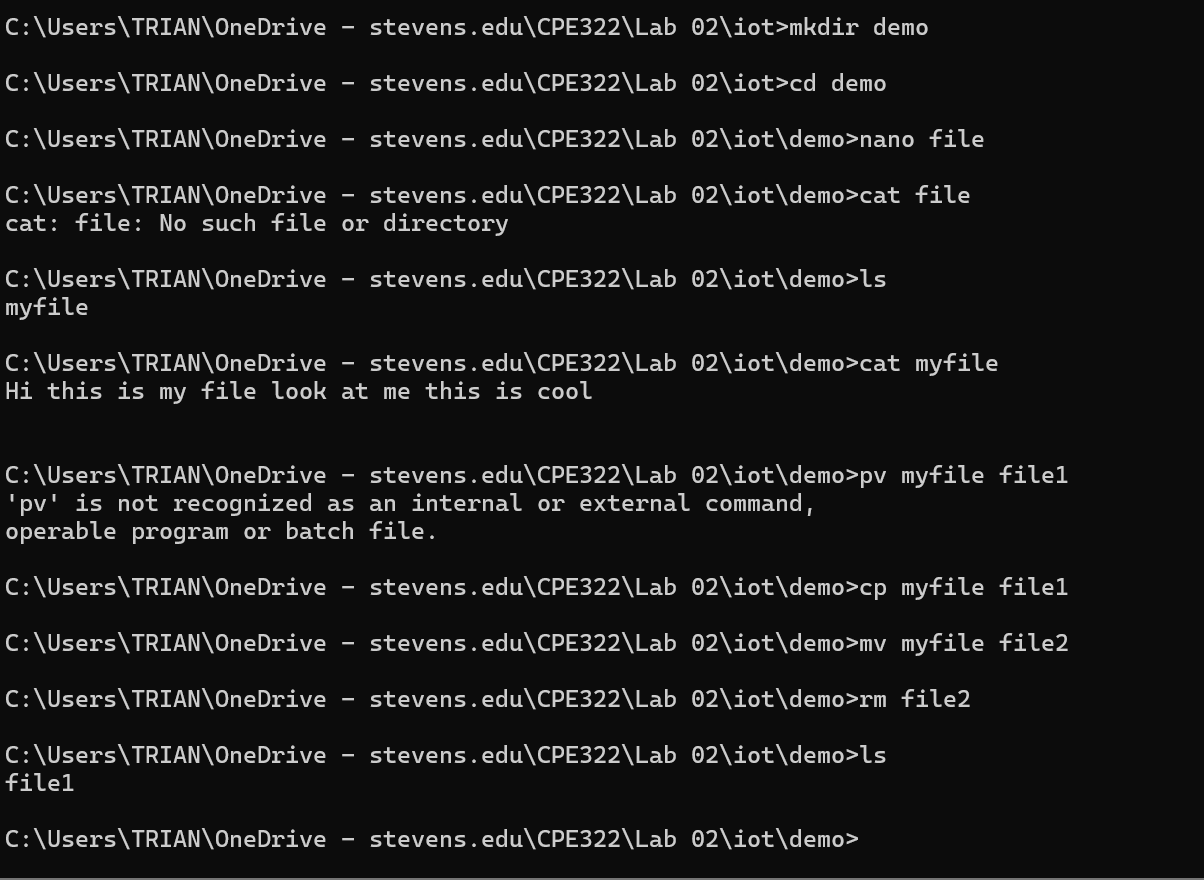 C:\Users\TRIAN\OneDrive - stevens.edu\CPE322\Lab 02\iot>mkdir demo
C:\Users\TRIAN\OneDrive - stevens.edu\CPE322\Lab 02\iot>cd demo
C:\Users\TRIAN\OneDrive - stevens.edu\CPE322\Lab 02\iot\demo>nano file
C:\Users\TRIAN\OneDrive - stevens.edu\CPE322\Lab 02\iot\demo>cat file
cat: file: No such file or directory
C:\Users\TRIAN\OneDrive - stevens.edu\CPE322\Lab 02\iot\demo>ls
myfile
C:\Users\TRIAN\OneDrive - stevens.edu\CPE322\Lab 02\iot\demo>cat myfile
Hi this is my file look at me this is cool
C:\Users\TRIAN\OneDrive - stevens.edu\CPE322\Lab 02\iot\demo>pv myfile file1
'pv' is not recognized as an internal or external command,
operable program or batch file.
C:\Users\TRIAN\OneDrive - stevens.edu\CPE322\Lab 02\iot\demo>cp myfile file1
C:\Users\TRIAN\OneDrive - stevens.edu\CPE322\Lab 02\iot\demo>mv myfile file2
C:\Users\TRIAN\OneDrive - stevens.edu\CPE322\Lab 02\iot\demo>rm file2
C:\Users\TRIAN\OneDrive - stevens.edu\CPE322\Lab 02\iot\demo>ls
file1
C:\Users\TRIAN\OneDrive - stevens.edu\CPE322\Lab 02\iot\demo>